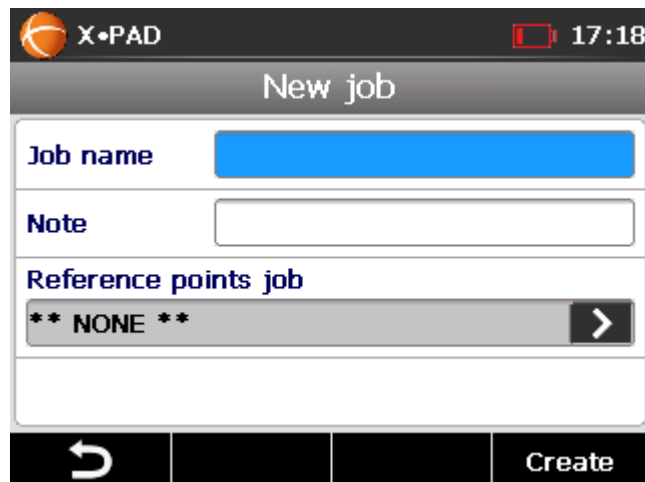 X•PAD 17:18
New job
Job name
Note
Reference points job
** NONE **
Create